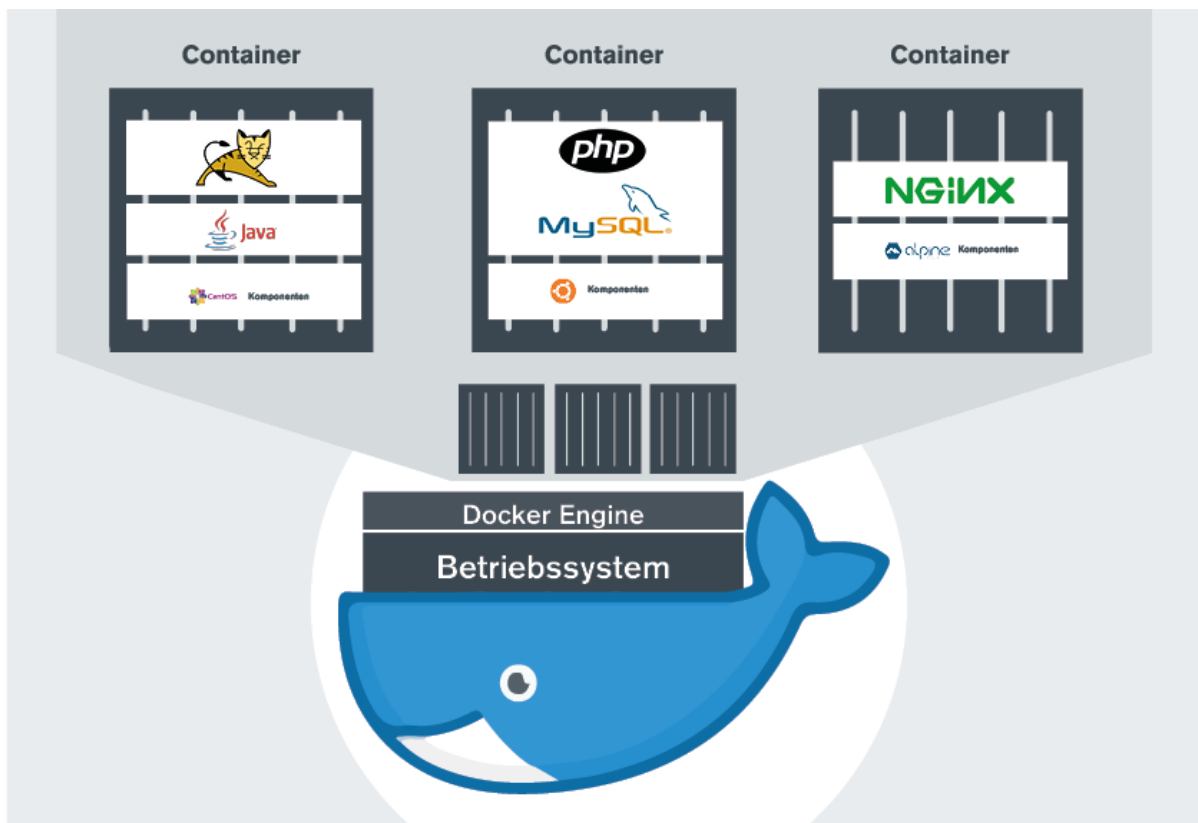 Container
Container
Container
Java
CentOS Komponenten
php
MySQL®
Komponenten
NGiNX
alpine Komponenten
Docker Engine
Betriebssystem